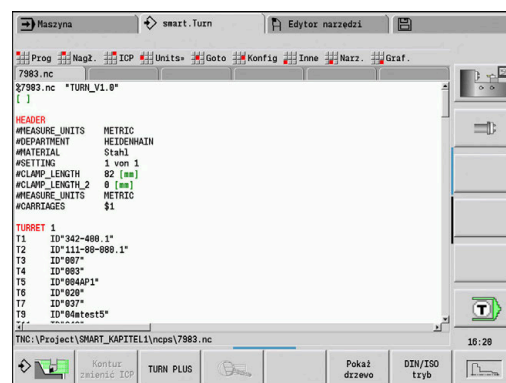 Maszyna smart.Turn Edytor narzędzi
Prog Nagł. ICP Units» Goto Konfig Inne Narz. Graf.
7983.nc
%7983.nc "TURN_V1.0"
[ ]
HEADER
#MEASURE_UNITS METRIC
#DEPARTMENT HEIDENHAIN
#MATERIAL Stahl
#SETTING 1 von 1
#CLAMP_LENGTH 82 [mm]
#CLAMP_LENGTH_2 0 [mm]
#MEASURE_UNITS METRIC
#CARRIAGES $1
TURRET 1
T1 ID"342-400.1"
T2 ID"111-80-080.1"
T3 ID"007"
T4 ID"003"
T5 ID"004AP1"
T6 ID"020"
T7 ID"037"
T9 ID"04mtest5"
TNC:\Project\SMART_KAPITEL1\ncps\7983.nc
T
16:20
Kontur zmienić ICP
TURN PLUS
Pokaż drzewo
DIN/ISO tryb